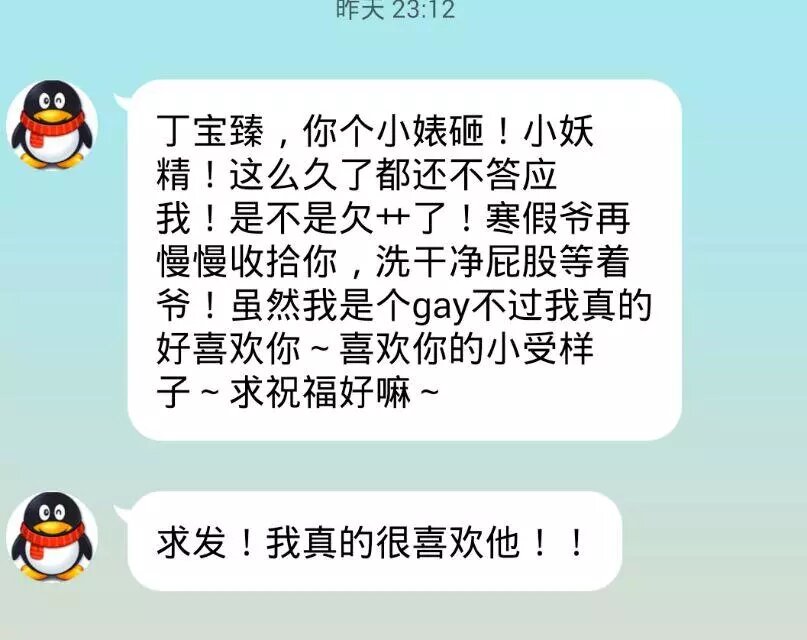 昨天 23:12
丁宝臻，你个小婊砸！小妖
精！这么久了都还不答应
我！是不是欠艹了！寒假爷再
慢慢收拾你，洗干净屁股等着
爷！虽然我是个gay不过我真的
好喜欢你～喜欢你的小受样
子～求祝福好嘛～
求发！我真的很喜欢他！！